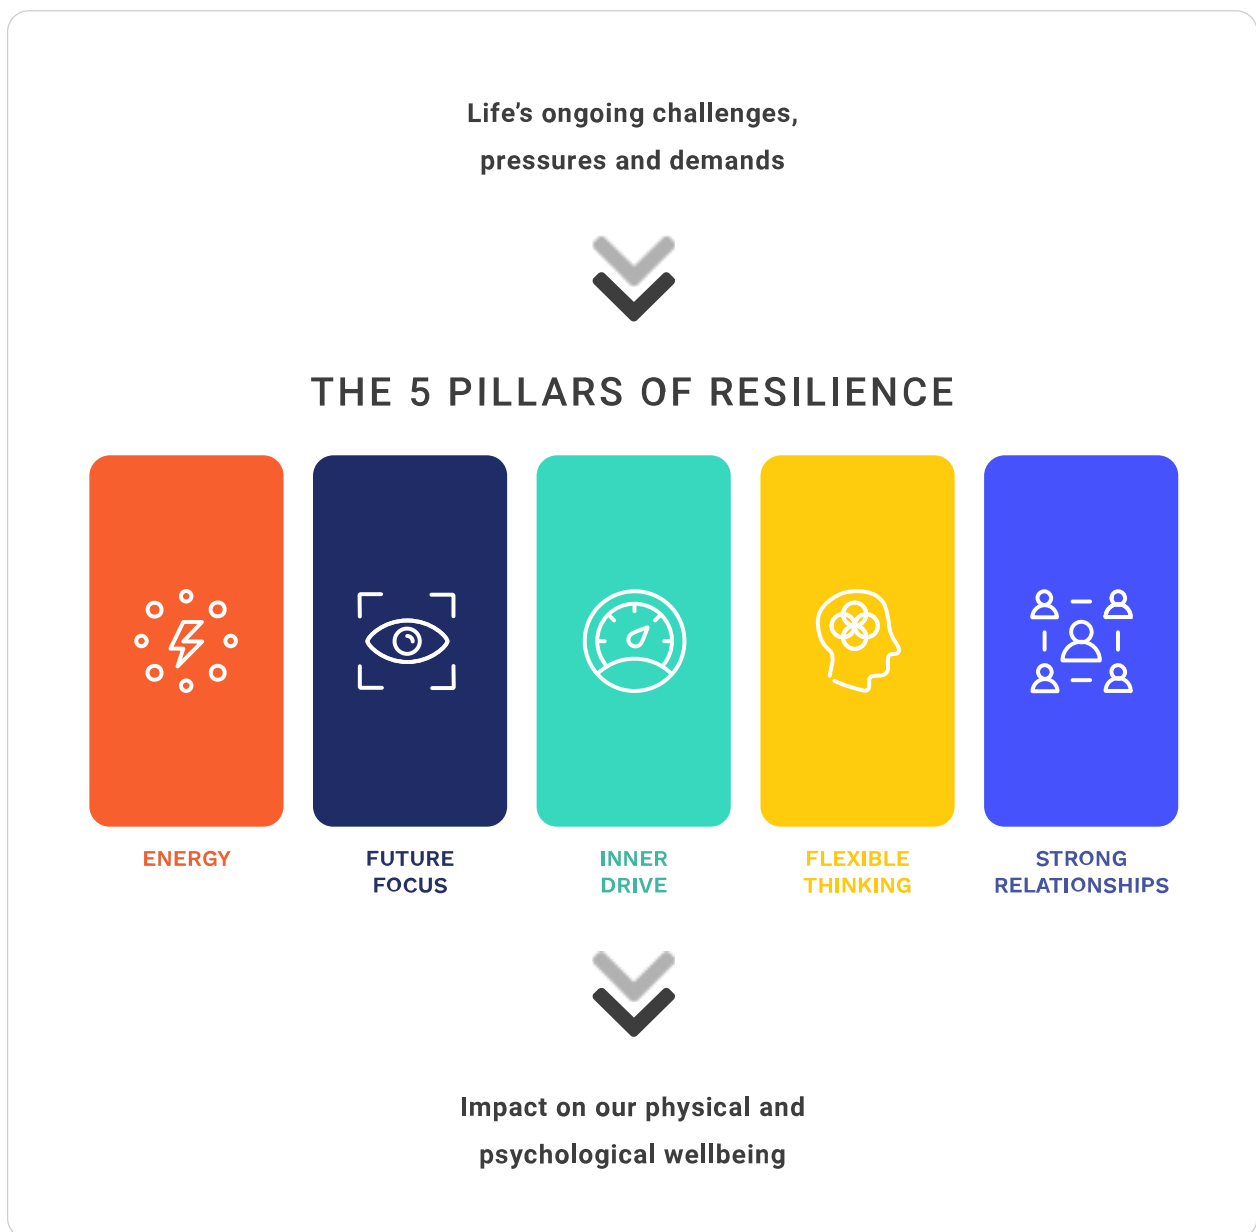 Life's ongoing challenges,
pressures and demands
THE 5 PILLARS OF RESILIENCE
ENERGY
FUTURE
FOCUS
INNER
DRIVE
FLEXIBLE
THINKING
STRONG
RELATIONSHIPS
Impact on our physical and
psychological wellbeing